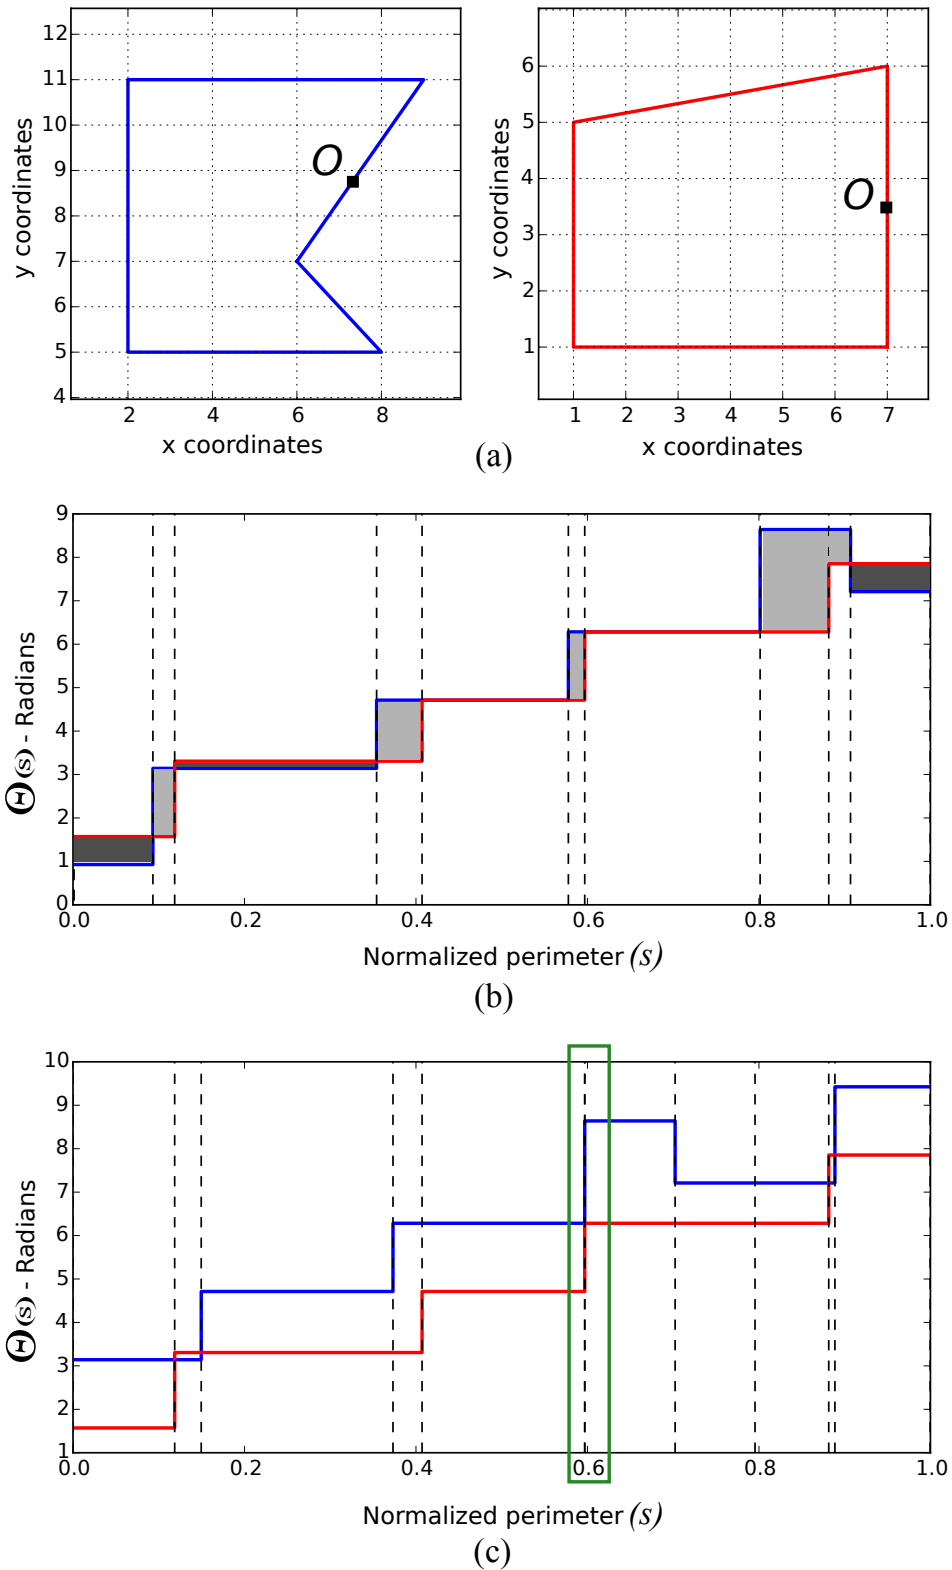 12
11
10
9
8
7
6
5
4
y coordinates
O
2 4 6 8
x coordinates
6
5
4
3
2
1
y coordinates
O
1 2 3 4 5 6 7
x coordinates
(a)
9
8
7
6
5
4
3
2
1
0
Θ(s) - Radians
0.0 0.2 0.4 0.6 0.8 1.0
Normalized perimeter (s)
(b)
10
9
8
7
6
5
4
3
2
1
Θ(s) - Radians
0.0 0.2 0.4 0.6 0.8 1.0
Normalized perimeter (s)
(c)